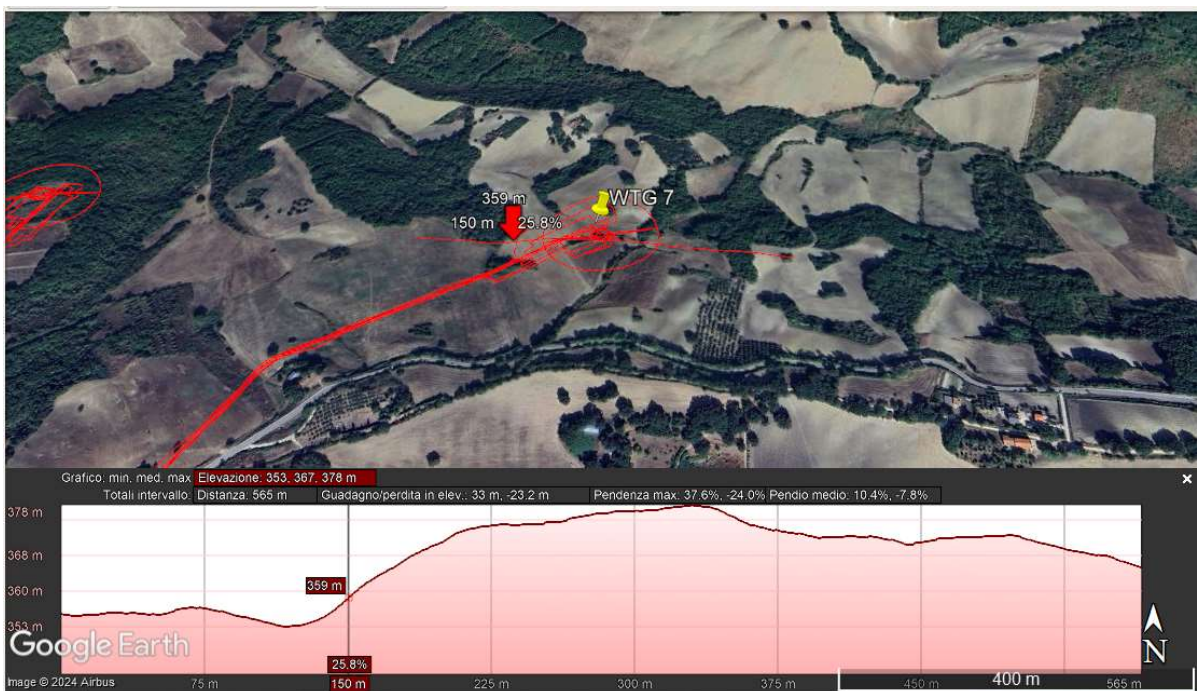 359 m
WTG 7
150 m 25.8%
Grafico: min. med. max Elevazione: 353, 367, 378 m
Totali intervallo: Distanza: 565 m Guadagno/perdita in elev.: 33 m, -23.2 m Pendenza max: 37.6%, -24.0% Pendio medio: 10.4%, -7.8%
378 m
368 m
359 m
360 m
353 m
Google Earth
N
25.8%
Image © 2024 Airbus
75 m 150 m 225 m 300 m 375 m 450 m 400 m 565 m